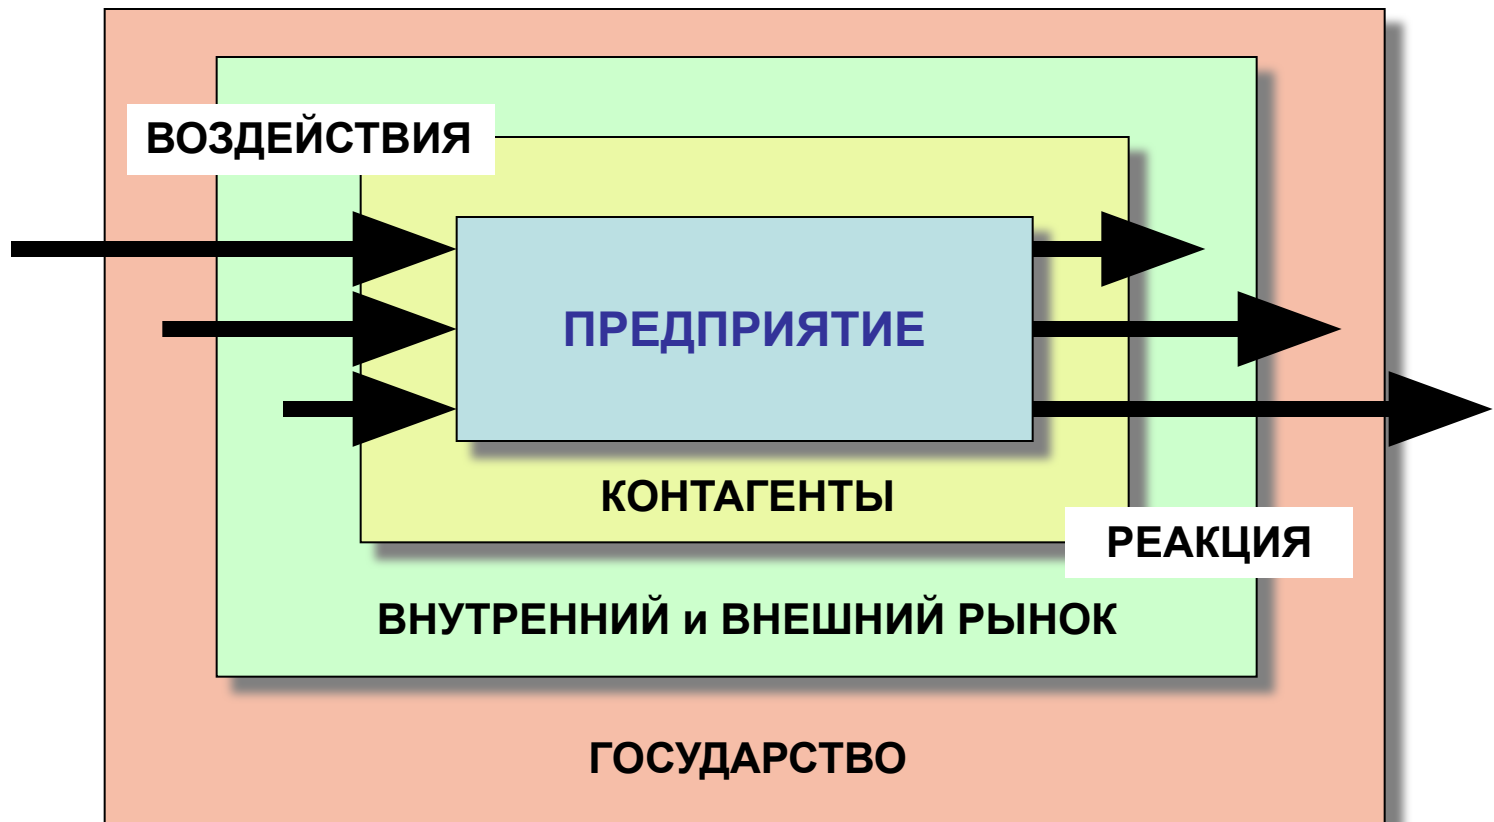 ВОЗДЕЙСТВИЯ
ПРЕДПРИЯТИЕ
КОНТАГЕНТЫ
РЕАКЦИЯ
ВНУТРЕННИЙ и ВНЕШНИЙ РЫНОК
ГОСУДАРСТВО